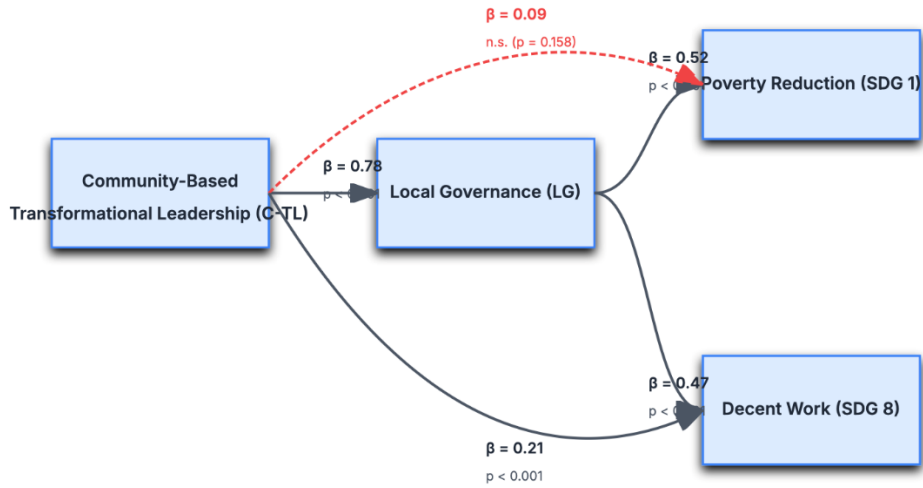 β = 0.09
n.s. (p = 0.158)
β = 0.52
p <
Poverty Reduction (SDG 1)
β = 0.78
p <
Community-Based
Transformational Leadership (C-TL)
Local Governance (LG)
β = 0.47
p <
Decent Work (SDG 8)
β = 0.21
p < 0.001